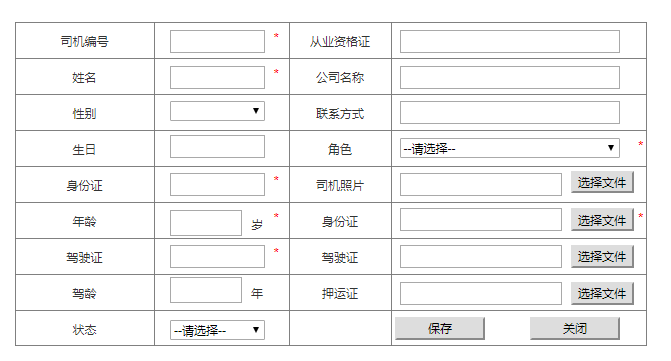 司机编号 * 从业资格证
姓名 * 公司名称
性别 联系方式
生日 角色 --请选择-- *
身份证 * 司机照片 选择文件
年龄 岁 * 身份证 选择文件 *
驾驶证 * 驾驶证 选择文件
驾龄 年 押运证 选择文件
状态 --请选择-- 保存 关闭